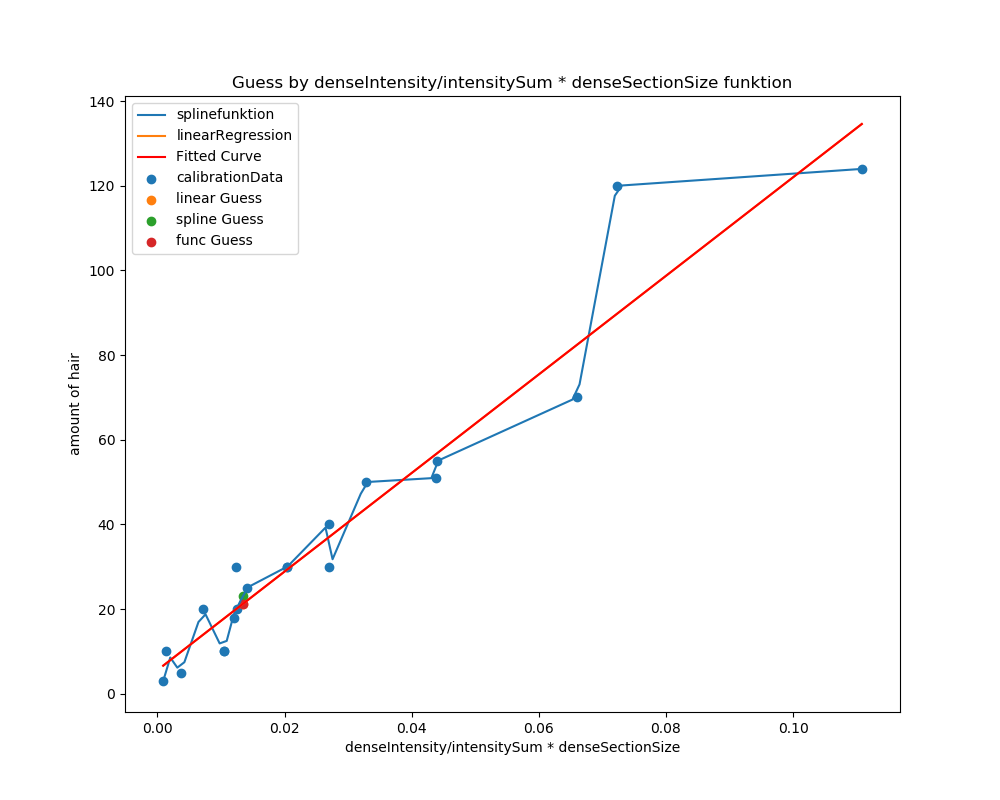 Guess by denseIntensity/intensitySum * denseSectionSize funktion
splinefunktion
linearRegression
Fitted Curve
calibrationData
linear Guess
spline Guess
func Guess
140
120
100
80
60
40
20
0
amount of hair
0.00 0.02 0.04 0.06 0.08 0.10
denseIntensity/intensitySum * denseSectionSize